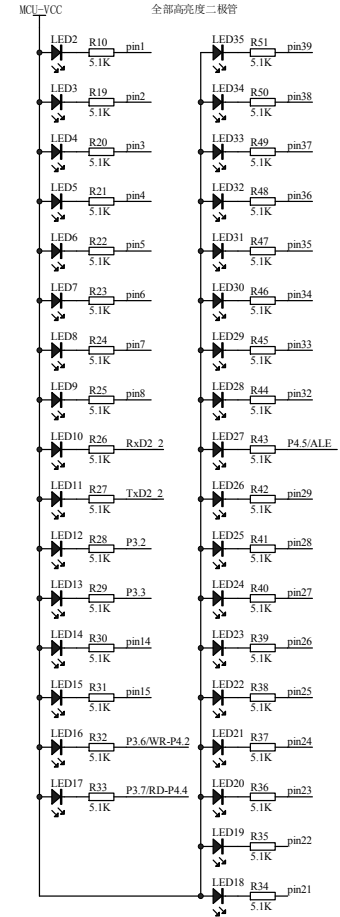 MCU-VCC
全部高亮度二极管
LED2 R10 pin1
5.1K
LED3 R19 pin2
5.1K
LED4 R20 pin3
5.1K
LED5 R21 pin4
5.1K
LED6 R22 pin5
5.1K
LED7 R23 pin6
5.1K
LED8 R24 pin7
5.1K
LED9 R25 pin8
5.1K
LED10 R26 RxD2_2
5.1K
LED11 R27 TxD2_2
5.1K
LED12 R28 P3.2
5.1K
LED13 R29 P3.3
5.1K
LED14 R30 pin14
5.1K
LED15 R31 pin15
5.1K
LED16 R32 P3.6/WR-P4.2
5.1K
LED17 R33 P3.7/RD-P4.4
5.1K
LED35 R51 pin39
5.1K
LED34 R50 pin38
5.1K
LED33 R49 pin37
5.1K
LED32 R48 pin36
5.1K
LED31 R47 pin35
5.1K
LED30 R46 pin34
5.1K
LED29 R45 pin33
5.1K
LED28 R44 pin32
5.1K
LED27 R43 P4.5/ALE
5.1K
LED26 R42 pin29
5.1K
LED25 R41 pin28
5.1K
LED24 R40 pin27
5.1K
LED23 R39 pin26
5.1K
LED22 R38 pin25
5.1K
LED21 R37 pin24
5.1K
LED20 R36 pin23
5.1K
LED19 R35 pin22
5.1K
LED18 R34 pin21
5.1K